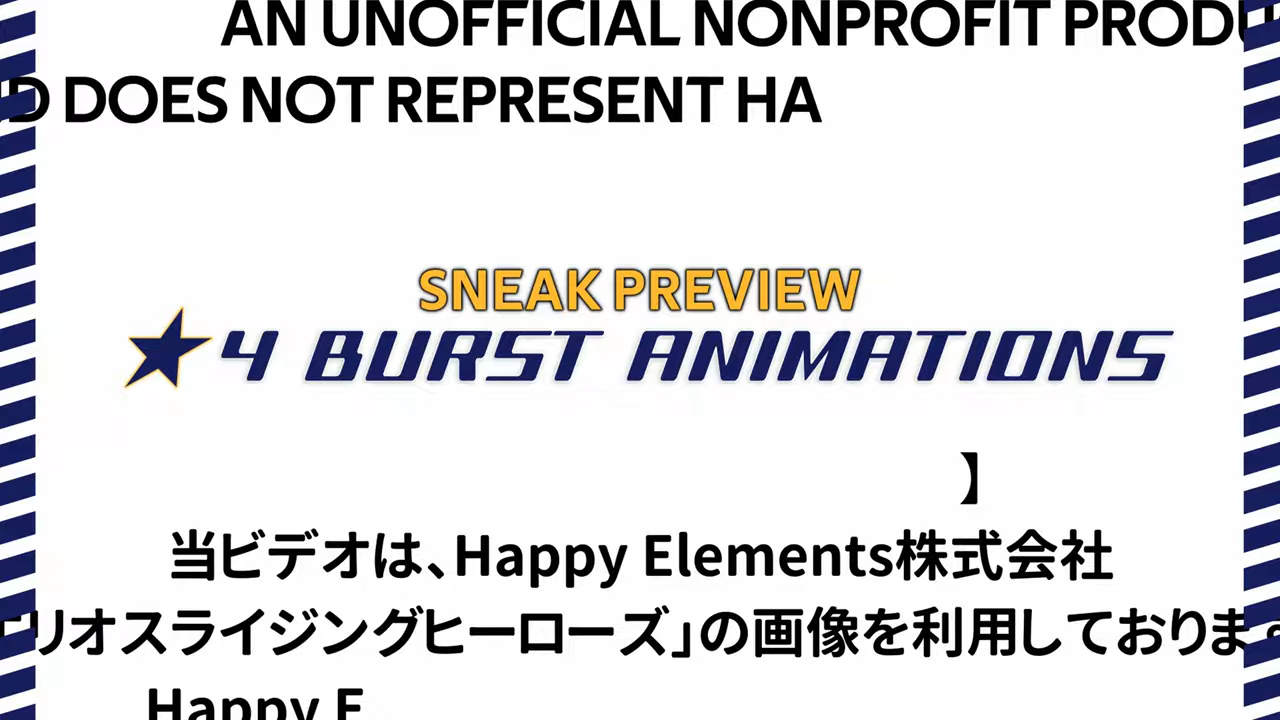 AN UNOFFICIAL NONPROFIT
DOES NOT REPRESENT HA
SNEAK PREVIEW
4 BURST ANIMATIONS
】
当ビデオは、Happy Elements株式会社
リオスライジングヒーローズ」の画像を利用しておりま
Happy E